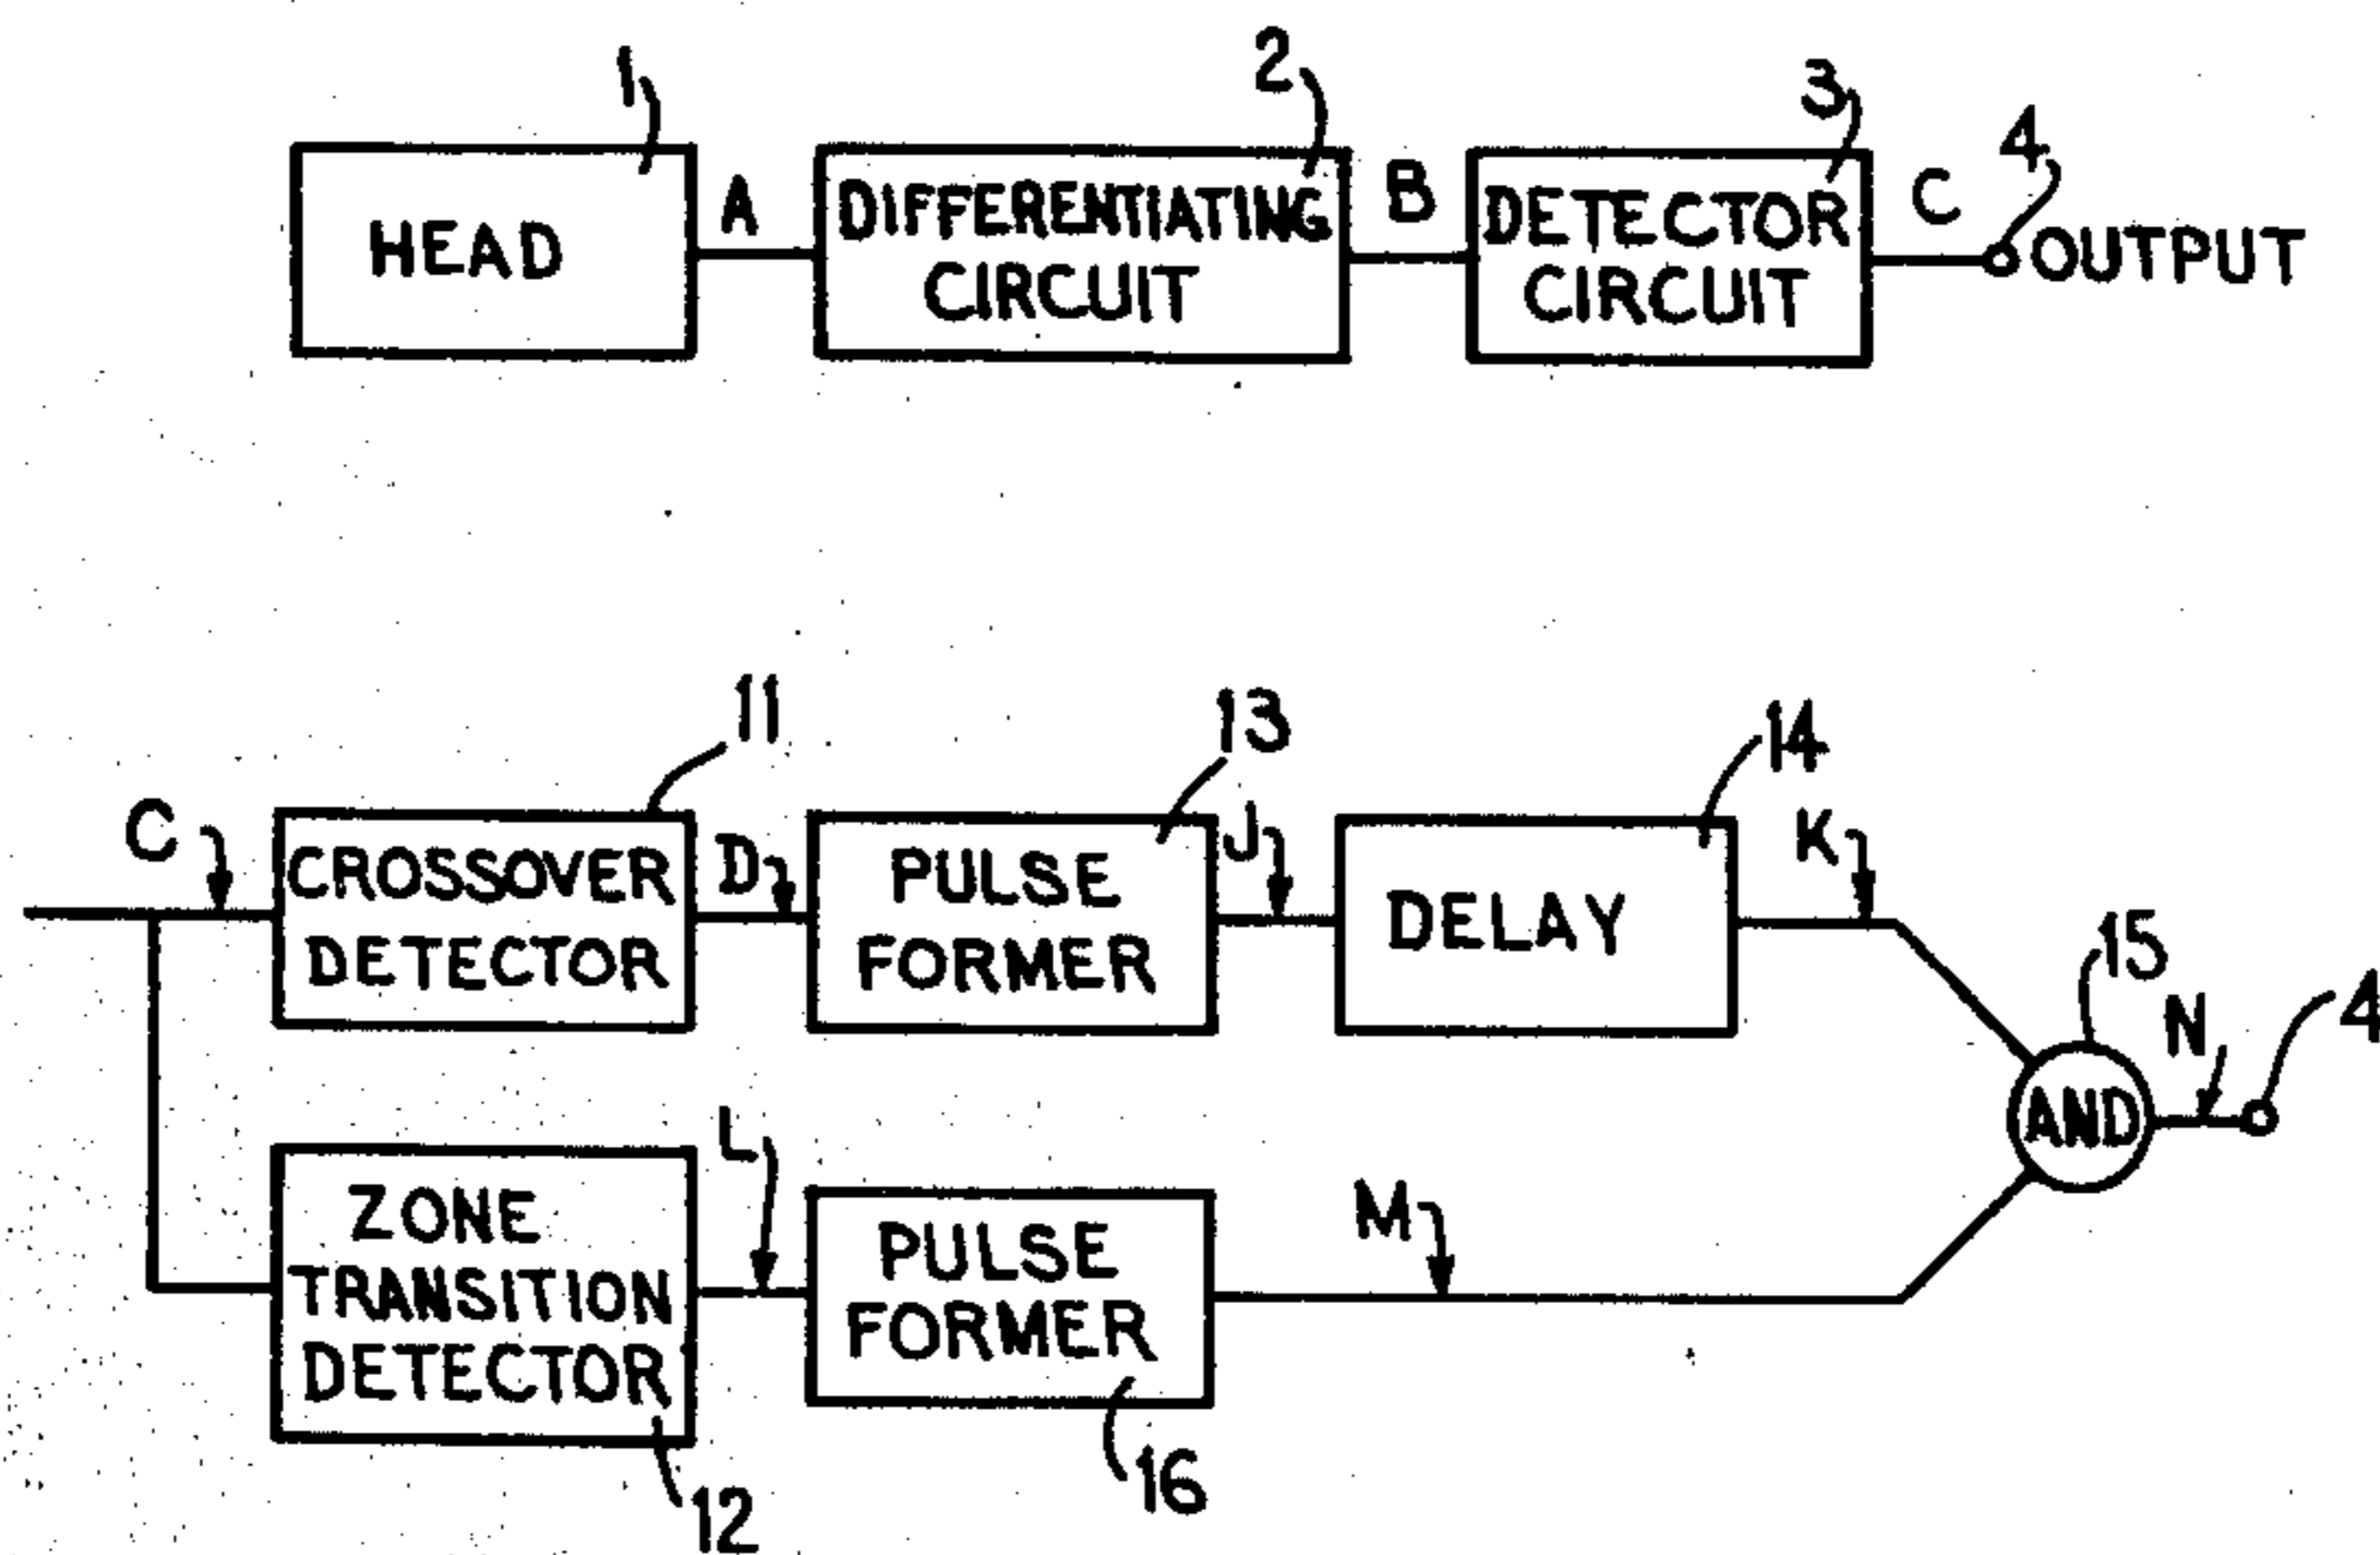 1
2
3
4
HEAD
A
DIFFERENTIATING
CIRCUIT
B
DETECTOR
CIRCUIT
C
OUTPUT
11
13
14
C
CROSSOVER
DETECTOR
D
PULSE
FORMER
J
DELAY
K
15
N
4
AND
ZONE
TRANSITION
DETECTOR
L
PULSE
FORMER
M
12
16